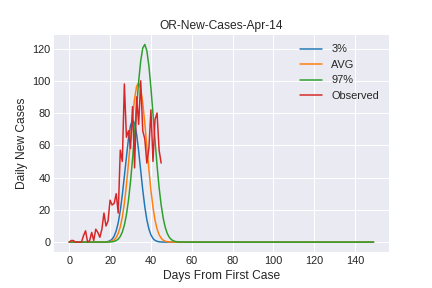 OR-New-Cases-Apr-14
120
100
80
60
40
20
0
Daily New Cases
3%
AVG
97%
Observed
0 20 40 60 80 100 120 140
Days From First Case